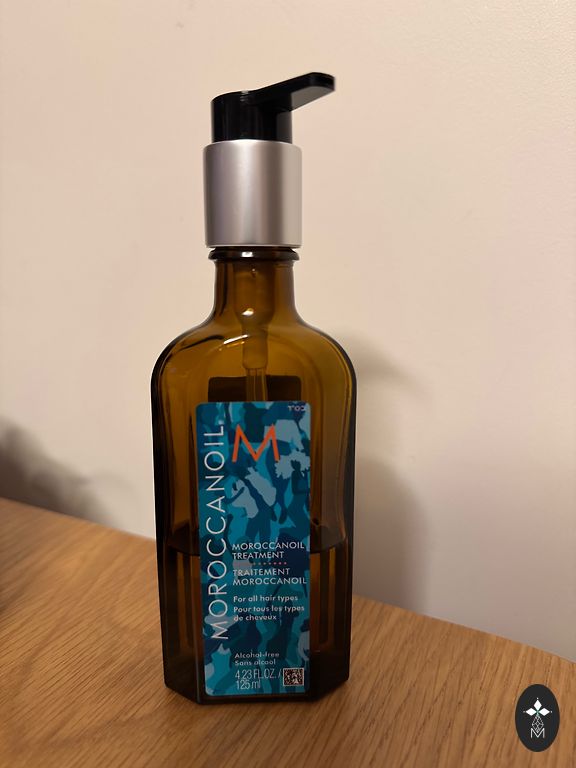 MOROCCANOIL
M
MOROCCANOIL
TREATMENT
TRAITEMENT
MOROCCANOIL
For all hair types
Pour tous les types
de cheveux
Alcohol-free
Sans alcool
4.23 FL.OZ./
125 ml
M